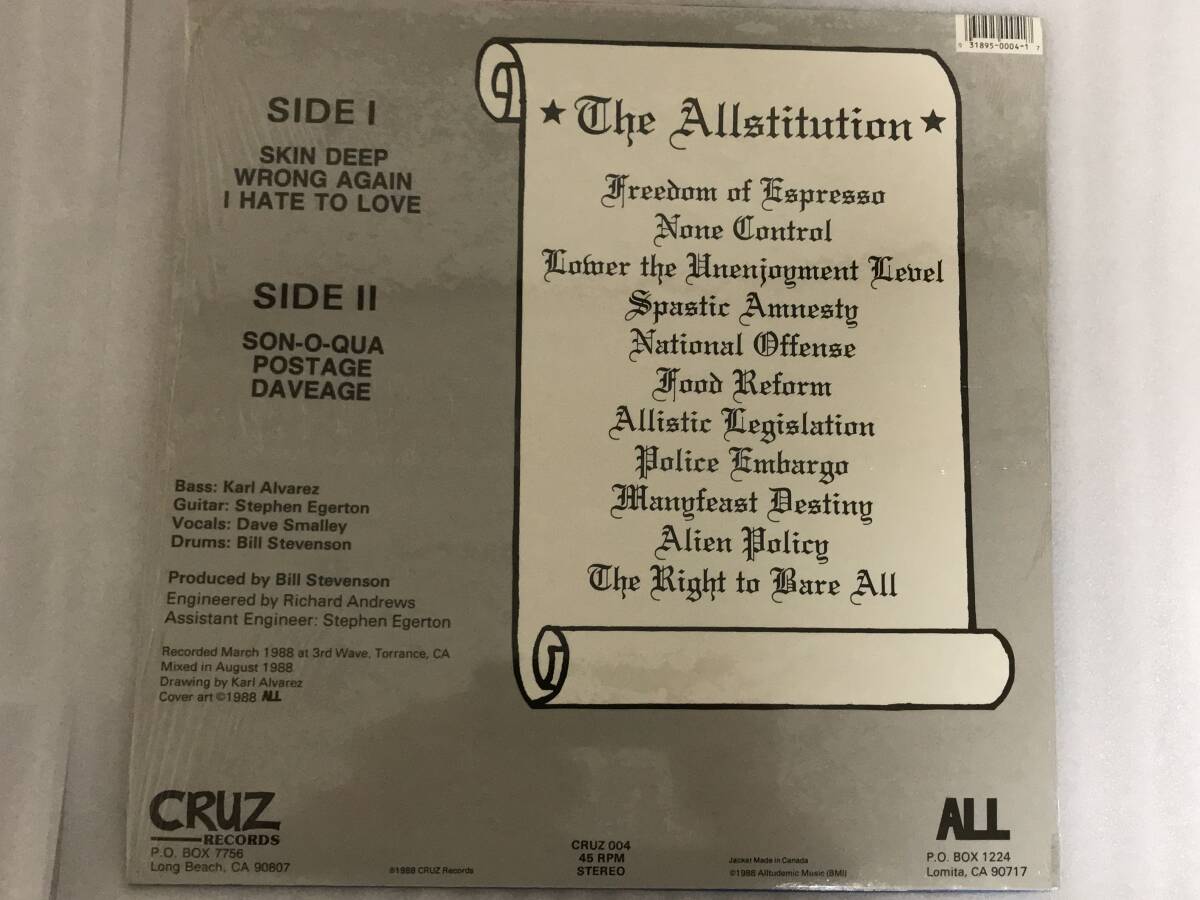 SIDE I
SKIN DEEP
WRONG AGAIN
I HATE TO LOVE
SIDE II
SON-O-QUA
POSTAGE
DAVEAGE
Bass: Karl Alvarez
Guitar: Stephen Egerton
Vocals: Dave Smalley
Drums: Bill Stevenson
Produced by Bill Stevenson
Engineered by Richard Andrews
Assistant Engineer: Stephen Egerton
Recorded March 1988 at 3rd Wave, Torrance, CA
Mixed in August 1988
Drawing by Karl Alvarez
Cover art ©1988 ALL
0 31895-0004-1 7
★ The Allstitution ★
Freedom of Espresso
None Control
Lower the Unenjoyment Level
Spastic Amnesty
National Offense
Food Reform
Allistic Legislation
Police Embargo
Manyfeast Destiny
Alien Policy
The Right to Bare All
CRUZ
RECORDS
P.O. BOX 7756
Long Beach, CA 90807
©1988 CRUZ Records
CRUZ 004
45 RPM
STEREO
Jacket Made in Canada
©1988 Alltudemic Music (BMI)
ALL
P.O. BOX 1224
Lomita, CA 90717